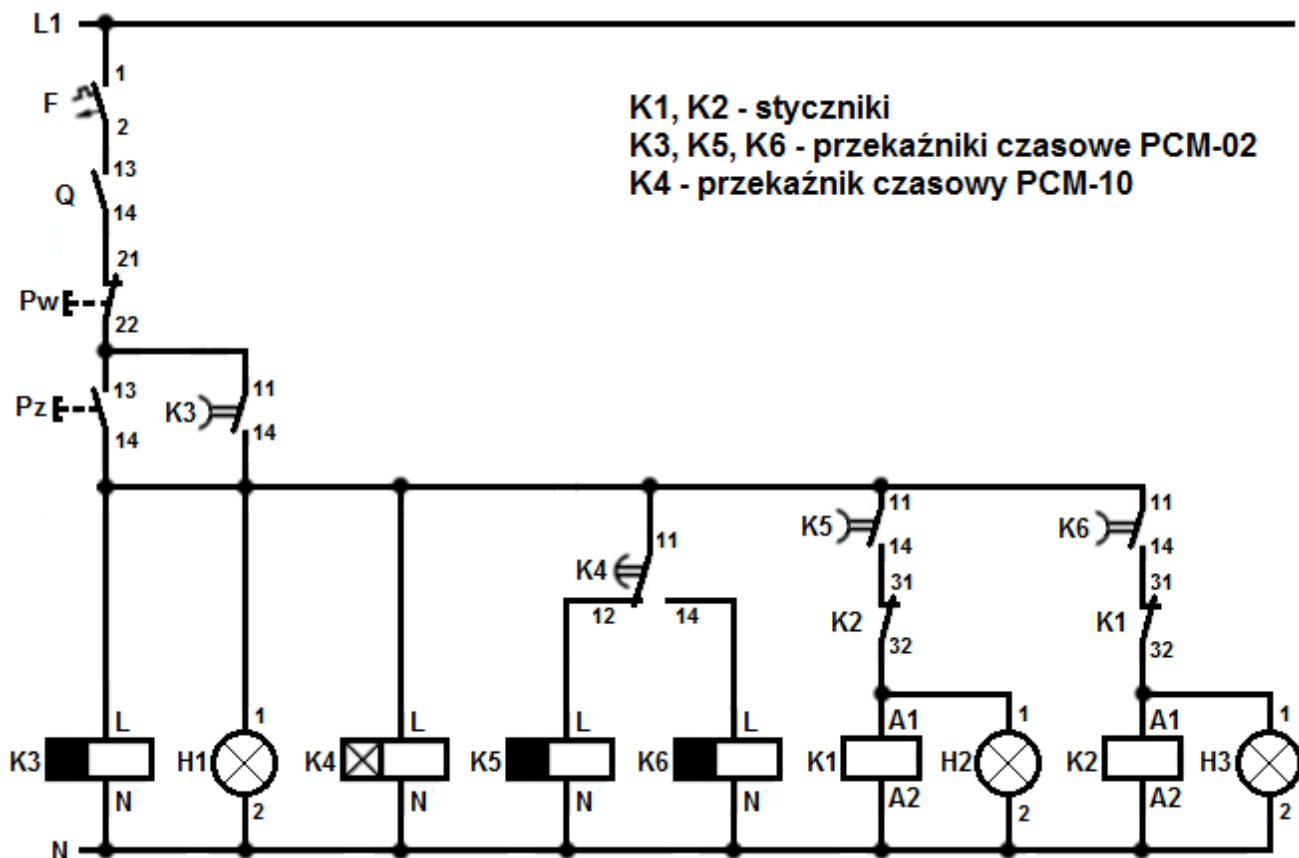 L1
1
F
2
K1, K2 - styczniki
K3, K5, K6 - przekaźniki czasowe PCM-02
K4 - przekaźnik czasowy PCM-10
13
Q
14
21
Pw
22
13
11
Pz
K3
14
14
11
11
K5
K6
11
14
14
K4
31
31
12
14
K2
K1
32
32
L
1
L
L
A1
1
A1
1
K3
H1
K4
K5
K6
K1
H2
K2
H3
N
2
N
N
N
A2
2
A2
2
N